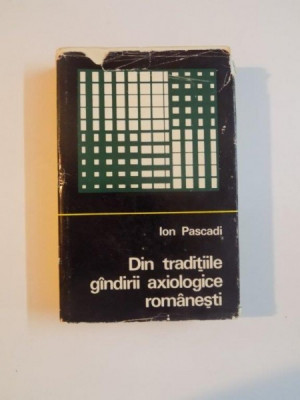 Ion Pascadi
Din tradițiile
gîndirii axiologice
românești